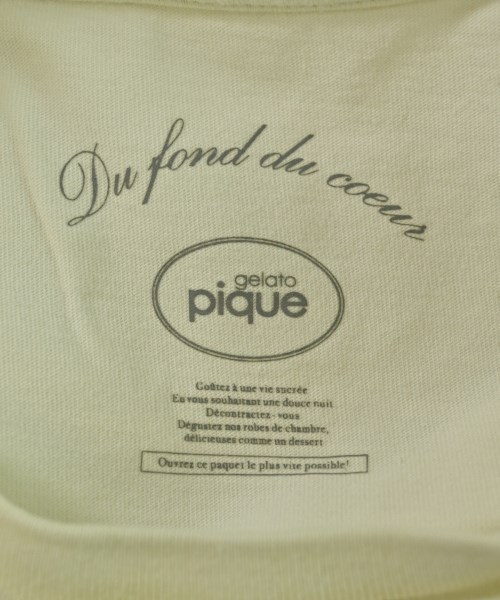 Du fond du coeur
gelato
pique
Goûtez à une vie sucrée
En vous souhaitant une douce nuit
Décontractez-vous
Dégustez nos robes de chambre,
délicieuses comme un dessert
Ouvrez ce paquet le plus vite possible!